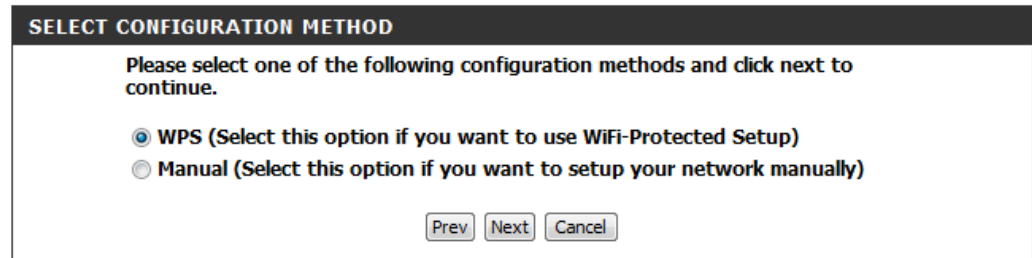 SELECT CONFIGURATION METHOD
Please select one of the following configuration methods and click next to
continue.
WPS (Select this option if you want to use WiFi-Protected Setup)
Manual (Select this option if you want to setup your network manually)
Prev Next Cancel